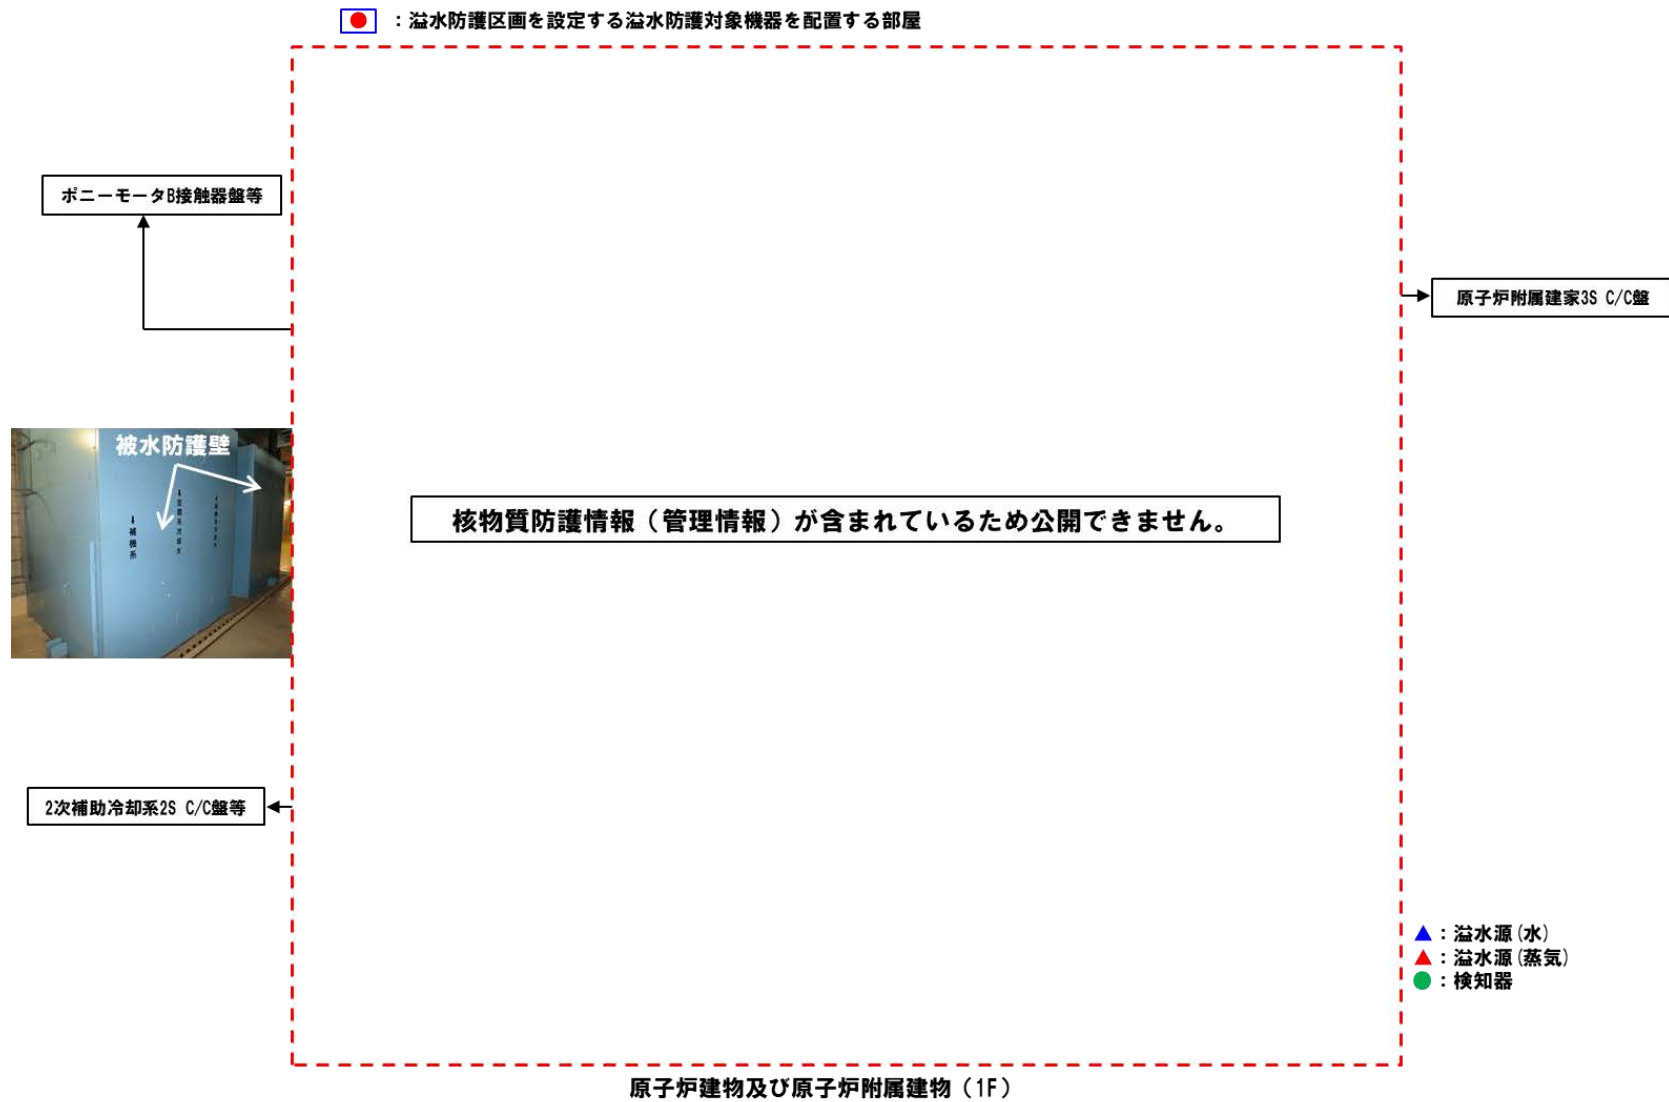 ：溢水防護区画を設定する溢水防護対象機器を配置する部屋
ポニーモータB接触器盤等
原子炉附属建家3S C/C盤
被水防護壁
↓補機系
核物質防護情報（管理情報）が含まれているため公開できません。
2次補助冷却系2S C/C盤等
：溢水源(水)
：溢水源(蒸気)
：検知器
原子炉建物及び原子炉附属建物（1F）